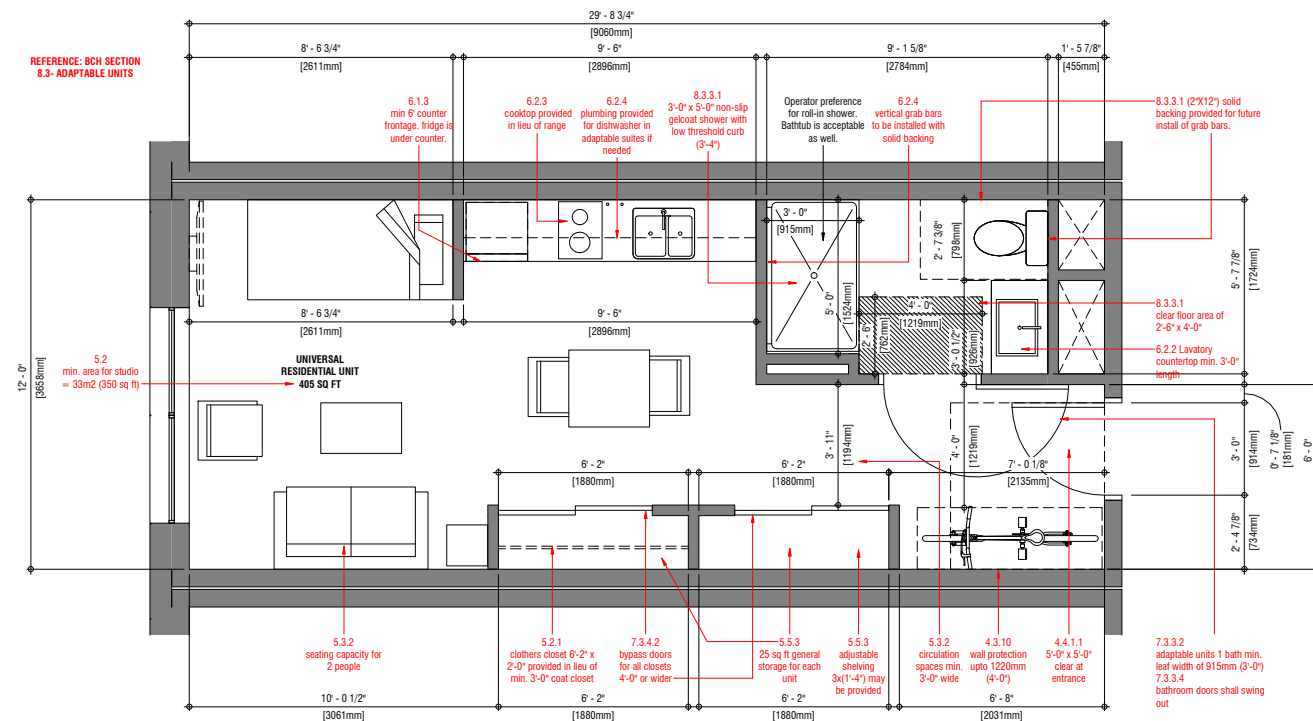 29' - 8 3/4"
[9060mm]
8' - 6 3/4"
[2611mm]
9' - 6"
[2896mm]
9' - 1 5/8"
[2784mm]
1' - 5 7/8"
[455mm]
REFERENCE: BCH SECTION
8.3- ADAPTABLE UNITS
6.1.3
min 6' counter
frontage. fridge is
under counter.
6.2.3
cooktop provided
in lieu of range
6.2.4
plumbing provided
for dishwasher in
adaptable suites if
needed
8.3.3.1
3'-0" x 5'-0" non-slip
gelcoat shower with
low threshold curb
(3'-4")
Operator preference
for roll-in shower.
Bathtub is acceptable
as well.
6.2.4
vertical grab bars
to be installed with
solid backing
8.3.3.1 (2"X12") solid
backing provided for future
install of grab bars.
3' - 0"
[915mm]
2' - 7 3/8"
[798mm]
5' - 7 7/8"
[1724mm]
5' - 0"
[1524mm]
4' - 0"
[1219mm]
2' - 6"
[762mm]
3' - 0 1/2"
[926mm]
8.3.3.1
clear floor area of
2'-6" x 4'-0"
6.2.2 Lavatory
countertop min. 3'-0"
length
8' - 6 3/4"
[2611mm]
9' - 6"
[2896mm]
5.2
min. area for studio
= 33m2 (350 sq ft)
UNIVERSAL
RESIDENTIAL UNIT
405 SQ FT
12' - 0"
[3658mm]
3' - 11"
[1194mm]
4' - 0"
[1219mm]
3' - 0"
[914mm]
0' - 7 1/8"
[181mm]
6' - 0"
6' - 2"
[1880mm]
6' - 2"
[1880mm]
7' - 0 1/8"
[2135mm]
2' - 4 7/8"
[734mm]
5.3.2
seating capacity for
2 people
5.2.1
clothers closet 6'-2" x
2'-0" provided in lieu of
min. 3'-0" coat closet
7.3.4.2
bypass doors
for all closets
4'-0" or wider
5.5.3
25 sq ft general
storage for each
unit
5.5.3
adjustable
shelving
3x(1'-4") may
be provided
5.3.2
circulation
spaces min.
3'-0" wide
4.3.10
wall protection
upto 1220mm
(4'-0")
4.4.1.1
5'-0" x 5'-0"
clear at
entrance
7.3.3.2
adaptable units 1 bath min.
leaf width of 915mm (3'-0")
7.3.3.4
bathroom doors shall swing
out
10' - 0 1/2"
[3061mm]
6' - 2"
[1880mm]
6' - 2"
[1880mm]
6' - 8"
[2031mm]